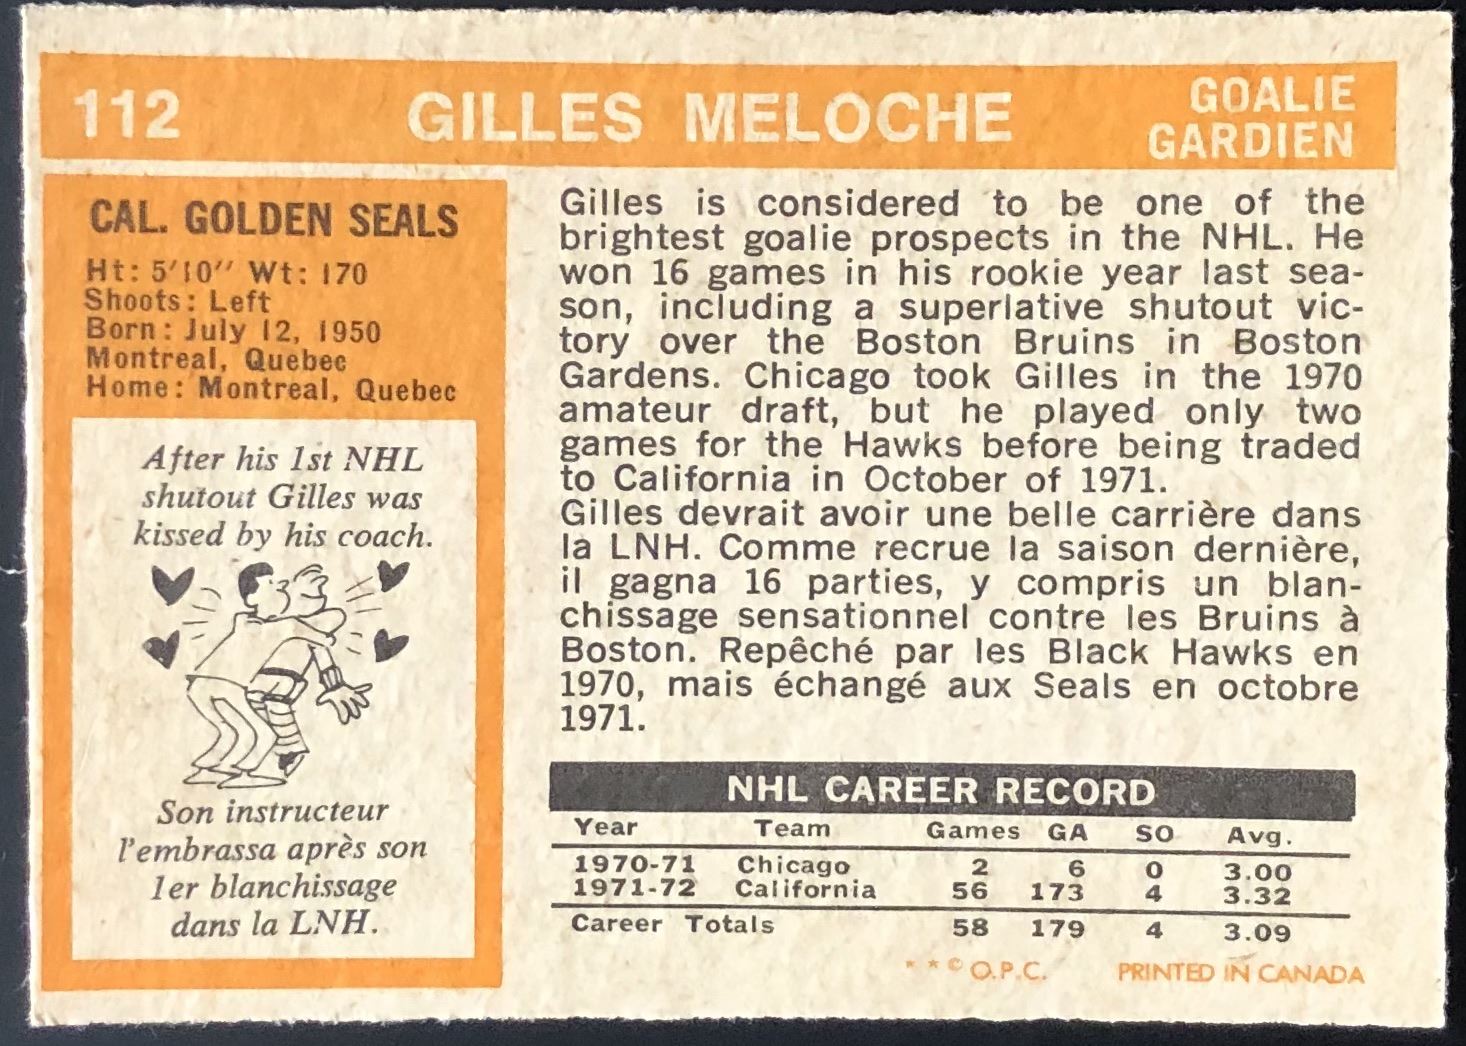 112 GILLES MELOCHE GOALIE
GARDIEN
CAL. GOLDEN SEALS
Ht: 5'10" Wt: 170
Shoots: Left
Born: July 12, 1950
Montreal, Quebec
Home: Montreal, Quebec
After his 1st NHL
shutout Gilles was
kissed by his coach.
Son instructeur
l'embrassa après son
1er blanchissage
dans la LNH.
Gilles is considered to be one of the
brightest goalie prospects in the NHL. He
won 16 games in his rookie year last sea-
son, including a superlative shutout vic-
tory over the Boston Bruins in Boston
Gardens. Chicago took Gilles in the 1970
amateur draft, but he played only two
games for the Hawks before being traded
to California in October of 1971.
Gilles devrait avoir une belle carrière dans
la LNH. Comme recrue la saison dernière,
il gagna 16 parties, y compris un blan-
chissage sensationnel contre les Bruins à
Boston. Repêché par les Black Hawks en
1970, mais échangé aux Seals en octobre
1971.
NHL CAREER RECORD
Year Team Games GA SO Avg.
1970-71 Chicago 2 6 0 3.00
1971-72 California 56 173 4 3.32
Career Totals 58 179 4 3.09
* * © O.P.C. PRINTED IN CANADA